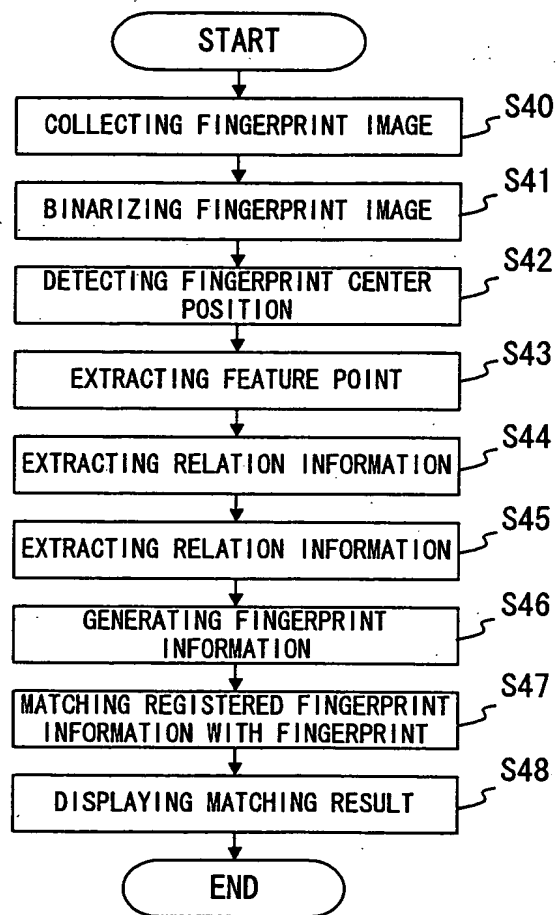 START
COLLECTING FINGERPRINT IMAGE
S40
BINARIZING FINGERPRINT IMAGE
S41
DETECTING FINGERPRINT CENTER
POSITION
S42
EXTRACTING FEATURE POINT
S43
EXTRACTING RELATION INFORMATION
S44
EXTRACTING RELATION INFORMATION
S45
GENERATING FINGERPRINT
INFORMATION
S46
MATCHING REGISTERED FINGERPRINT
INFORMATION WITH FINGERPRINT
S47
DISPLAYING MATCHING RESULT
S48
END